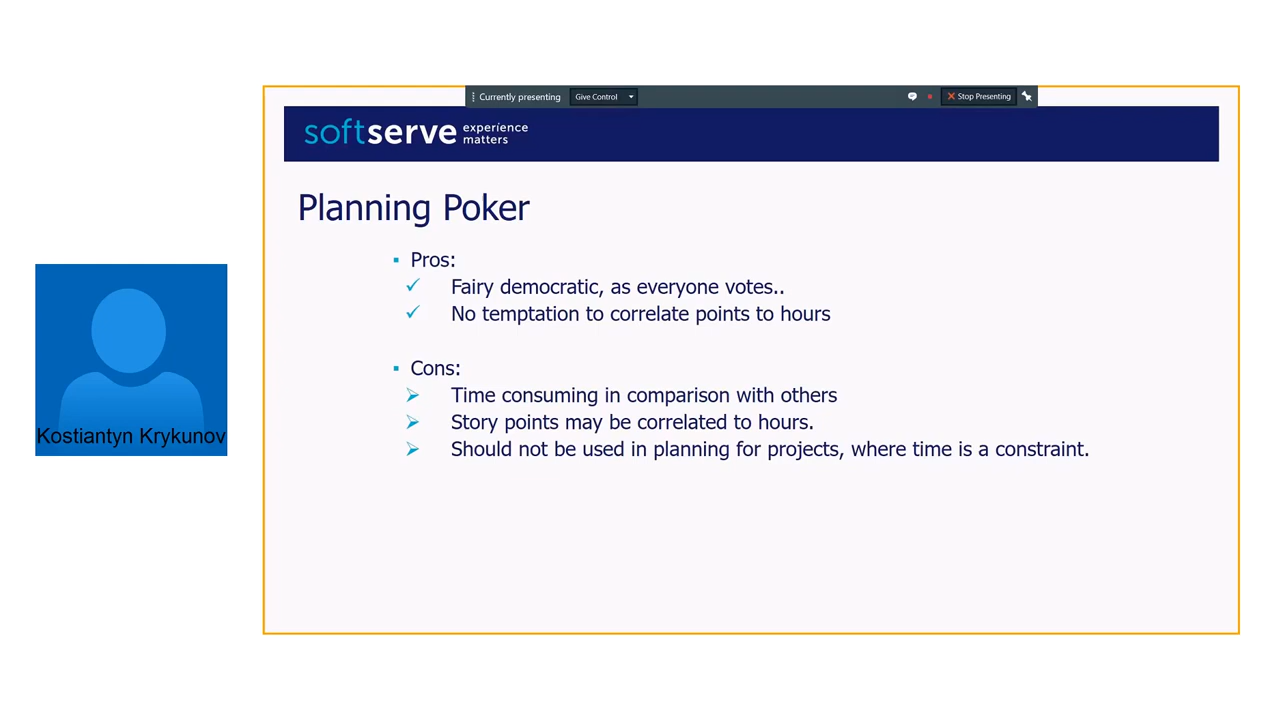 Currently presenting
Give Control
Stop Presenting
softserve experience matters
Planning Poker
Pros:
Fairy democratic, as everyone votes..
No temptation to correlate points to hours
Cons:
Time consuming in comparison with others
Story points may be correlated to hours.
Should not be used in planning for projects, where time is a constraint.
Kostiantyn Krykunov